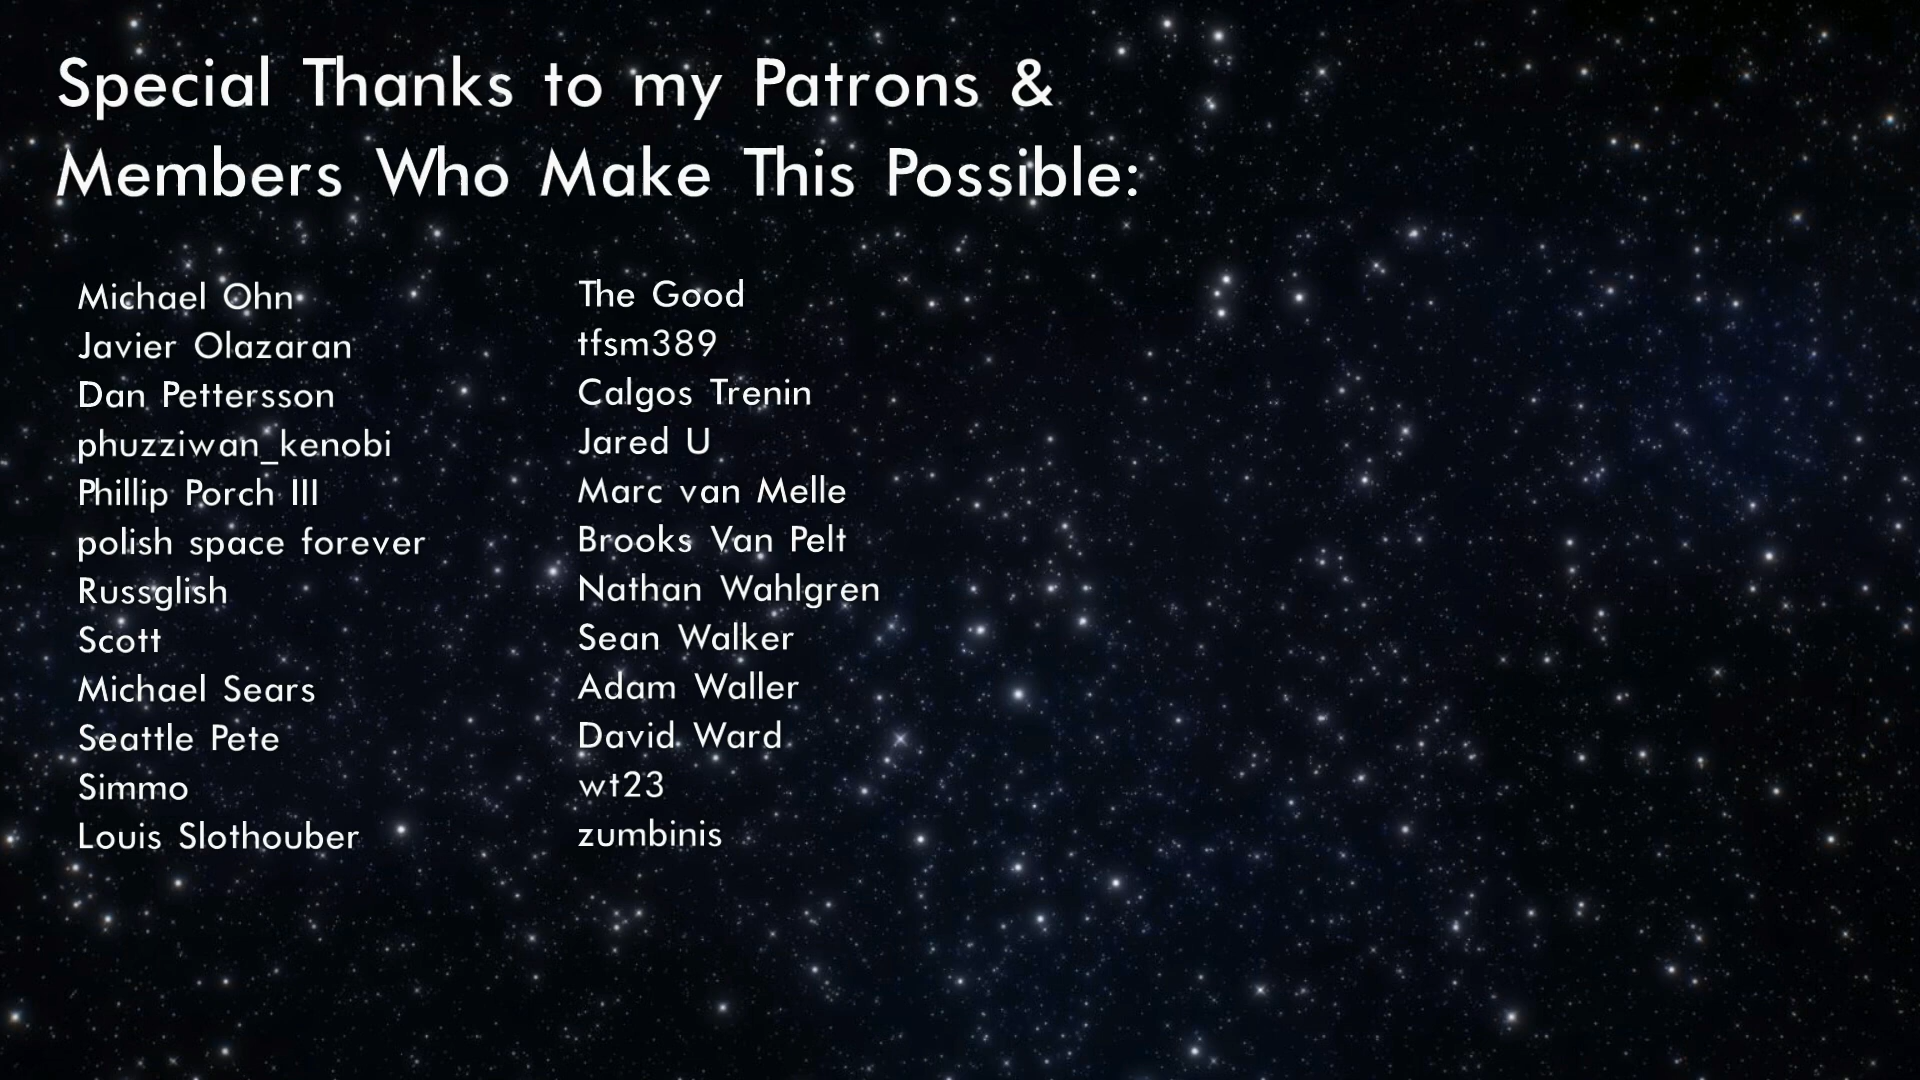 Special Thanks to my Patrons &
Members Who Make This Possible:
Michael Ohn
Javier Olazaran
Dan Pettersson
phuzziwan_kenobi
Phillip Porch III
polish space forever
Russglish
Scott
Michael Sears
Seattle Pete
Simmo
Louis Slothouber
The Good
tfsm389
Calgos Trenin
Jared U
Marc van Melle
Brooks Van Pelt
Nathan Wahlgren
Sean Walker
Adam Waller
David Ward
wt23
zumbinis